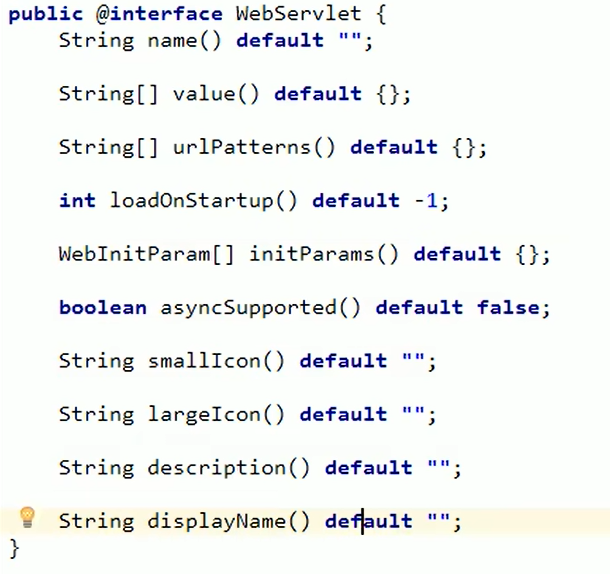 public @interface WebServlet {
    String name() default "";
    String[] value() default {};
    String[] urlPatterns() default {};
    int loadOnStartup() default -1;
    WebInitParam[] initParams() default {};
    boolean asyncSupported() default false;
    String smallIcon() default "";
    String largeIcon() default "";
    String description() default "";
    String displayName() default "";
}